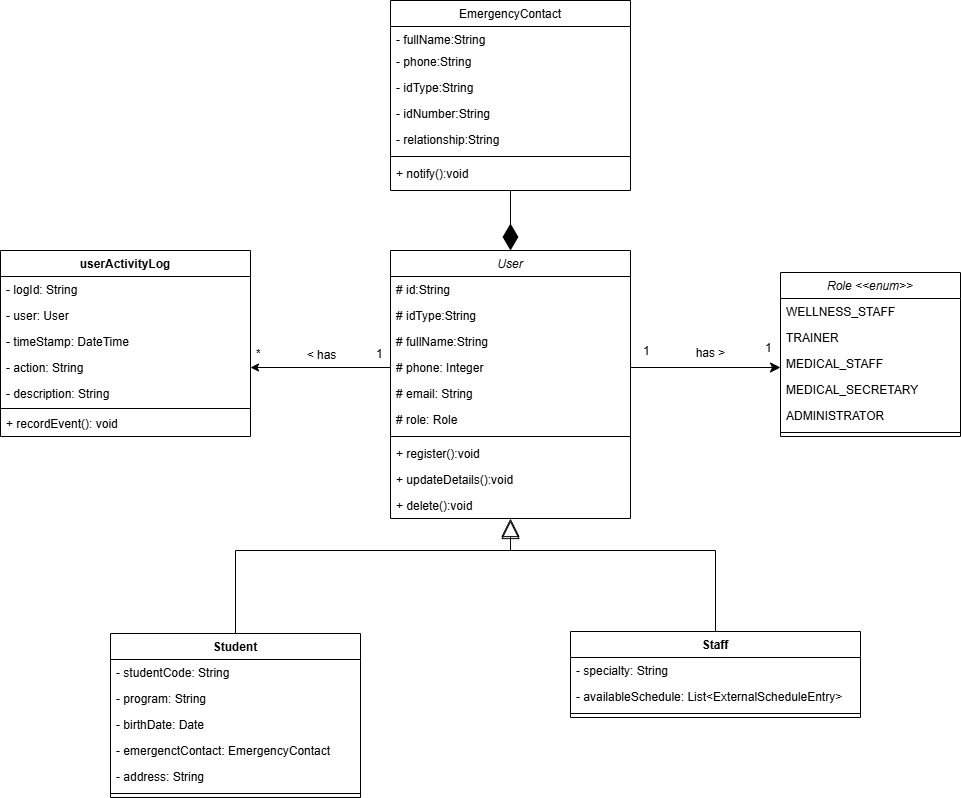 EmergencyContact
- fullName:String
- phone:String
- idType:String
- idNumber:String
- relationship:String
+ notify():void
userActivityLog
- logId: String
- user: User
- timeStamp: DateTime
- action: String
- description: String
+ recordEvent(): void
* < has 1
User
# id:String
# idType:String
# fullName:String
# phone: Integer
# email: String
# role: Role
+ register():void
+ updateDetails():void
+ delete():void
1 has > 1
Role <<enum>>
WELLNESS_STAFF
TRAINER
MEDICAL_STAFF
MEDICAL_SECRETARY
ADMINISTRATOR
Student
- studentCode: String
- program: String
- birthDate: Date
- emergenctContact: EmergencyContact
- address: String
Staff
- specialty: String
- availableSchedule: List<ExternalScheduleEntry>